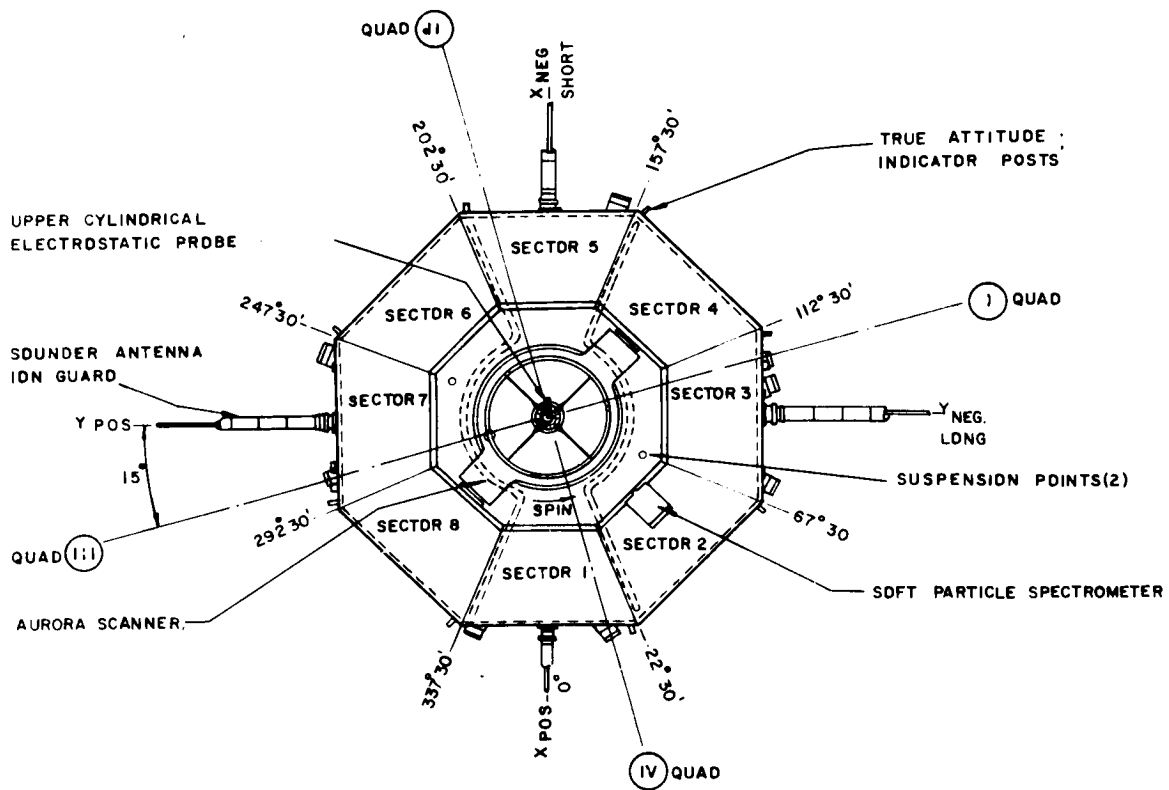 QUAD II
X NEG
SHORT
202°30'
157°30'
TRUE ATTITUDE
INDICATOR POSTS
UPPER CYLINDRICAL
ELECTROSTATIC PROBE
SECTOR 5
SECTOR 6
SECTOR 4
247°30'
112°30'
I QUAD
SOUNDER ANTENNA
ION GUARD
SECTOR 7
SECTOR 3
Y POS
Y NEG.
LONG
15°
SUSPENSION POINTS(2)
SPIN
292°30'
67°30
QUAD III
SECTOR 8
SECTOR 2
SECTOR 1
SOFT PARTICLE SPECTROMETER
AURORA SCANNER
337°30'
0°
22°30'
X POS
IV QUAD